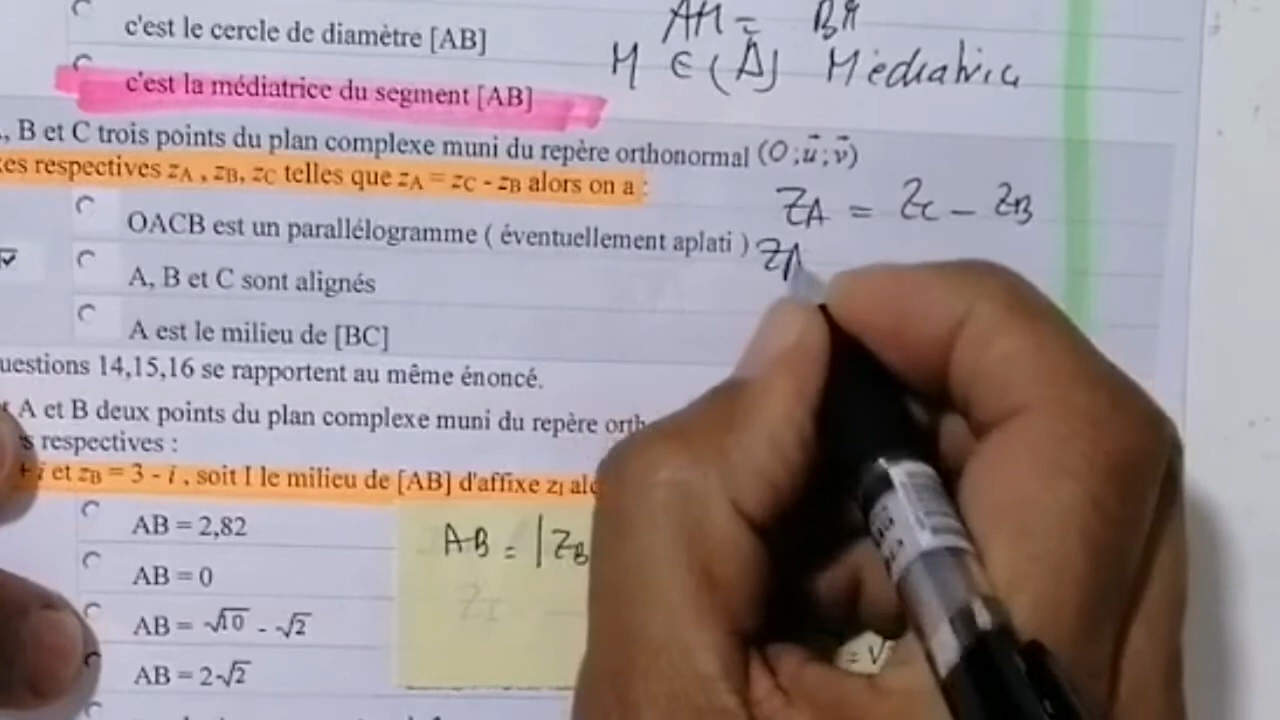 c'est le cercle de diamètre [AB]
AM = BM
M ∈ (Δ) Médiatrice
c'est la médiatrice du segment [AB]
, B et C trois points du plan complexe muni du repère orthonormal (O ; u⃗ ; v⃗)
es respectives zA , zB, zC telles que zA = zC - zB alors on a :
ZA = ZC - ZB
OACB est un parallélogramme ( éventuellement aplati )
ZA
A, B et C sont alignés
A est le milieu de [BC]
uestions 14,15,16 se rapportent au même énoncé.
A et B deux points du plan complexe muni du repère orth
s respectives :
+ i et zB = 3 - i , soit I le milieu de [AB] d'affixe zI alo
AB = 2,82
AB = |ZB
AB = 0
ZI
AB = √10 - √2
= √
AB = 2√2